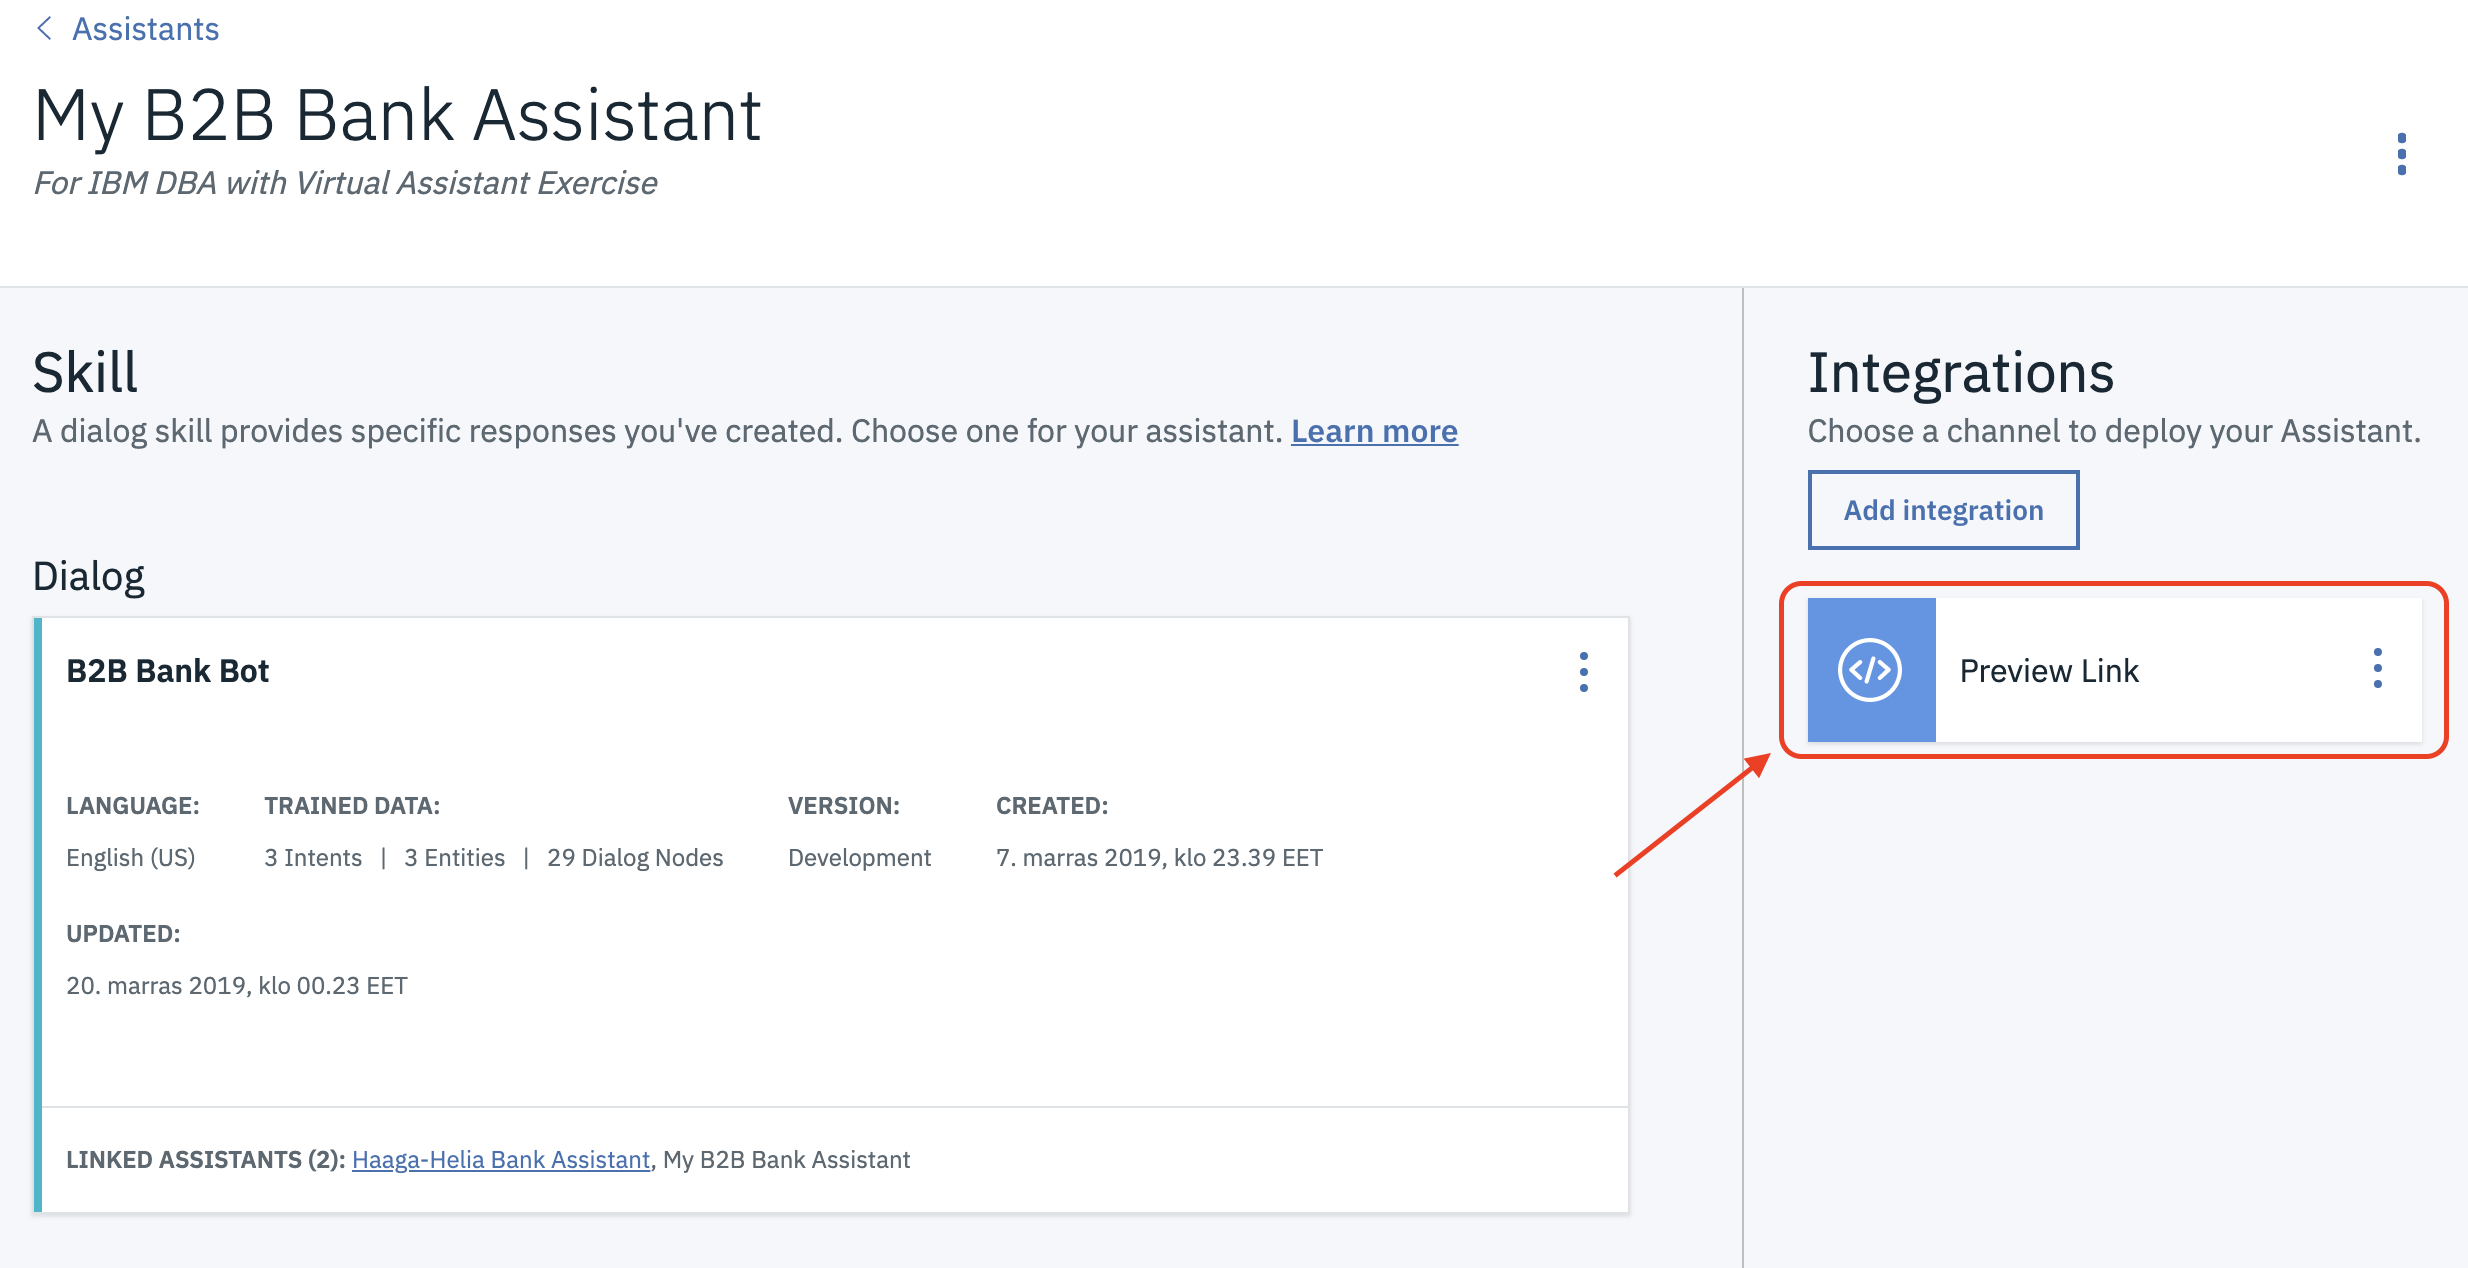 Assistants
My B2B Bank Assistant
For IBM DBA with Virtual Assistant Exercise
Skill
A dialog skill provides specific responses you've created. Choose one for your assistant. Learn more
Dialog
B2B Bank Bot
LANGUAGE: TRAINED DATA: VERSION: CREATED:
English (US) 3 Intents | 3 Entities | 29 Dialog Nodes Development 7. marras 2019, klo 23.39 EET
UPDATED:
20. marras 2019, klo 00.23 EET
LINKED ASSISTANTS (2): Haaga-Helia Bank Assistant, My B2B Bank Assistant
Integrations
Choose a channel to deploy your Assistant.
Add integration
</> Preview Link